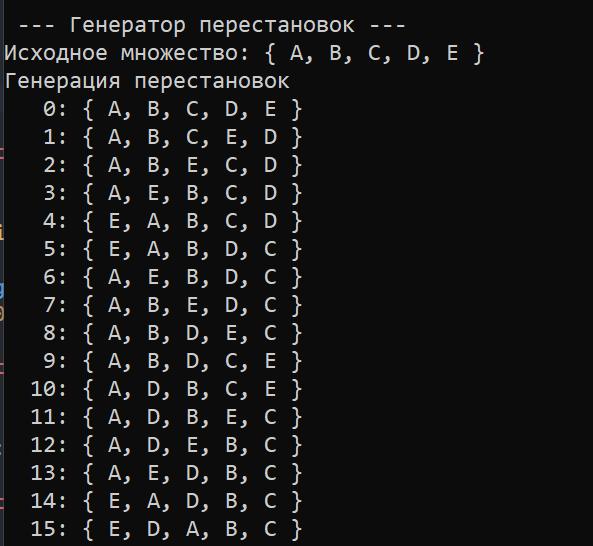 --- Генератор перестановок ---
Исходное множество: { A, B, C, D, E }
Генерация перестановок
0: { A, B, C, D, E }
1: { A, B, C, E, D }
2: { A, B, E, C, D }
3: { A, E, B, C, D }
4: { E, A, B, C, D }
5: { E, A, B, D, C }
6: { A, E, B, D, C }
7: { A, B, E, D, C }
8: { A, B, D, E, C }
9: { A, B, D, C, E }
10: { A, D, B, C, E }
11: { A, D, B, E, C }
12: { A, D, E, B, C }
13: { A, E, D, B, C }
14: { E, A, D, B, C }
15: { E, D, A, B, C }